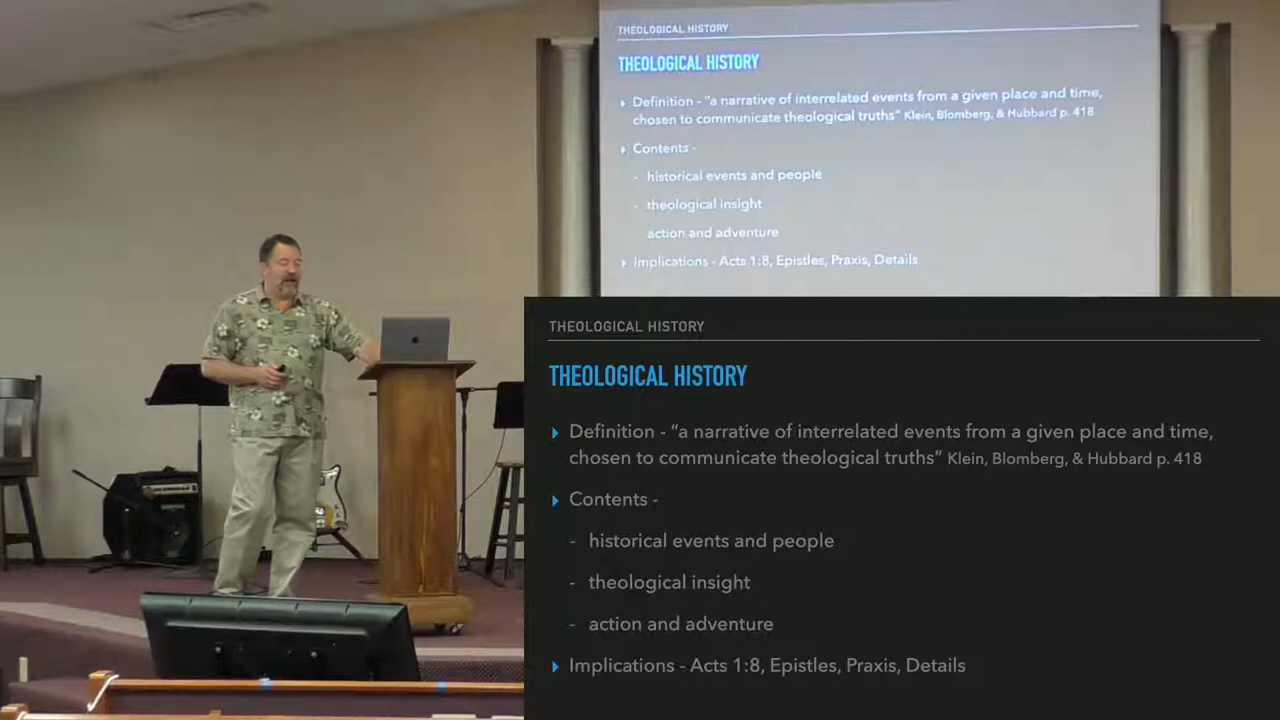 THEOLOGICAL HISTORY
THEOLOGICAL HISTORY
Definition - "a narrative of interrelated events from a given place and time,
chosen to communicate theological truths" Klein, Blomberg, & Hubbard p. 418
Contents -
- historical events and people
- theological insight
action and adventure
Implications - Acts 1:8, Epistles, Praxis, Details
THEOLOGICAL HISTORY
THEOLOGICAL HISTORY
Definition - "a narrative of interrelated events from a given place and time,
chosen to communicate theological truths" Klein, Blomberg, & Hubbard p. 418
Contents -
- historical events and people
- theological insight
- action and adventure
Implications - Acts 1:8, Epistles, Praxis, Details